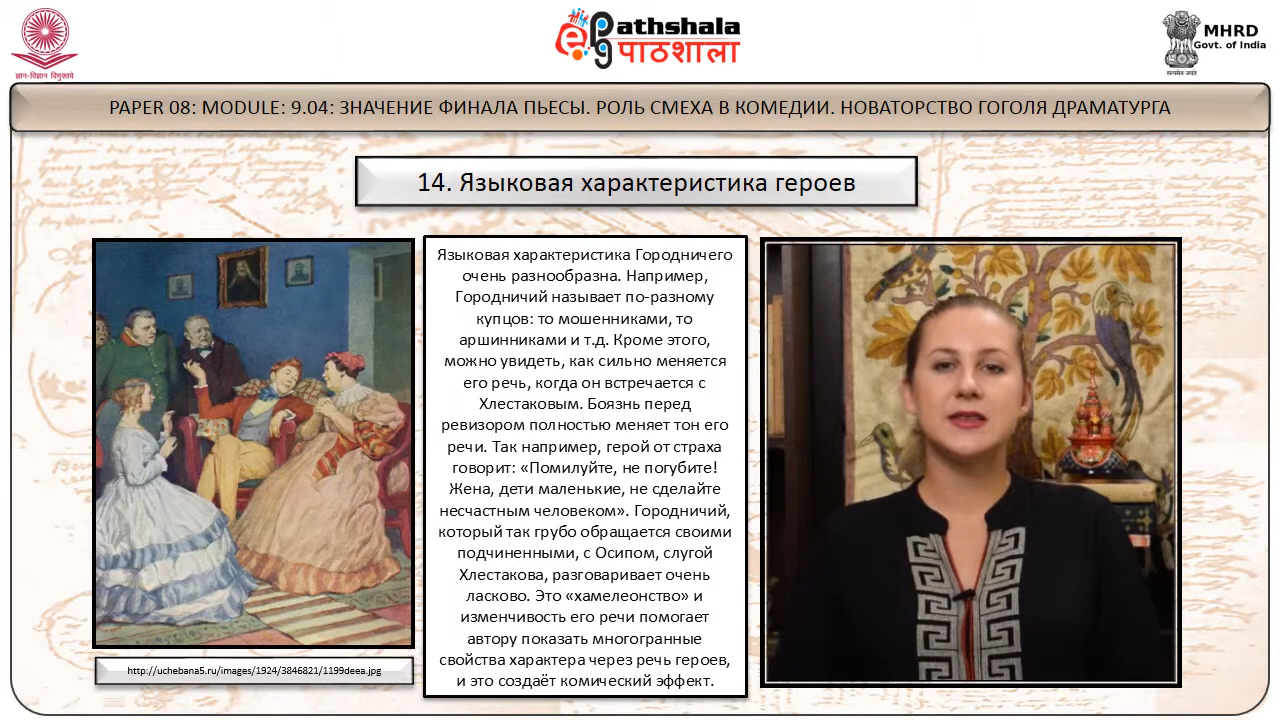 ज्ञान-विज्ञान विमुक्तये
ePG Pathshala
पाठशाला
MHRD
Govt. of India
सत्यमेव जयते
PAPER 08: MODULE: 9.04: ЗНАЧЕНИЕ ФИНАЛА ПЬЕСЫ. РОЛЬ СМЕХА В КОМЕДИИ. НОВАТОРСТВО ГОГОЛЯ ДРАМАТУРГА
14. Языковая характеристика героев
Языковая характеристика Городничего
очень разнообразна. Например,
Городничий называет по-разному
купцов: то мошенниками, то
аршинниками и т.д. Кроме этого,
можно увидеть, как сильно меняется
его речь, когда он встречается с
Хлестаковым. Боязнь перед
ревизором полностью меняет тон его
речи. Так например, герой от страха
говорит: «Помилуйте, не погубите!
Жена, дети маленькие, не сделайте
несчастным человеком». Городничий,
который так грубо обращается своими
подчиненными, с Осипом, слугой
Хлестакова, разговаривает очень
ласково. Это «хамелеонство» и
изменчивость его речи помогает
автору показать многогранные
свойства характера через речь героев,
и это создаёт комический эффект.
http://uchebana5.ru/images/1924/3846821/1199deea.jpg